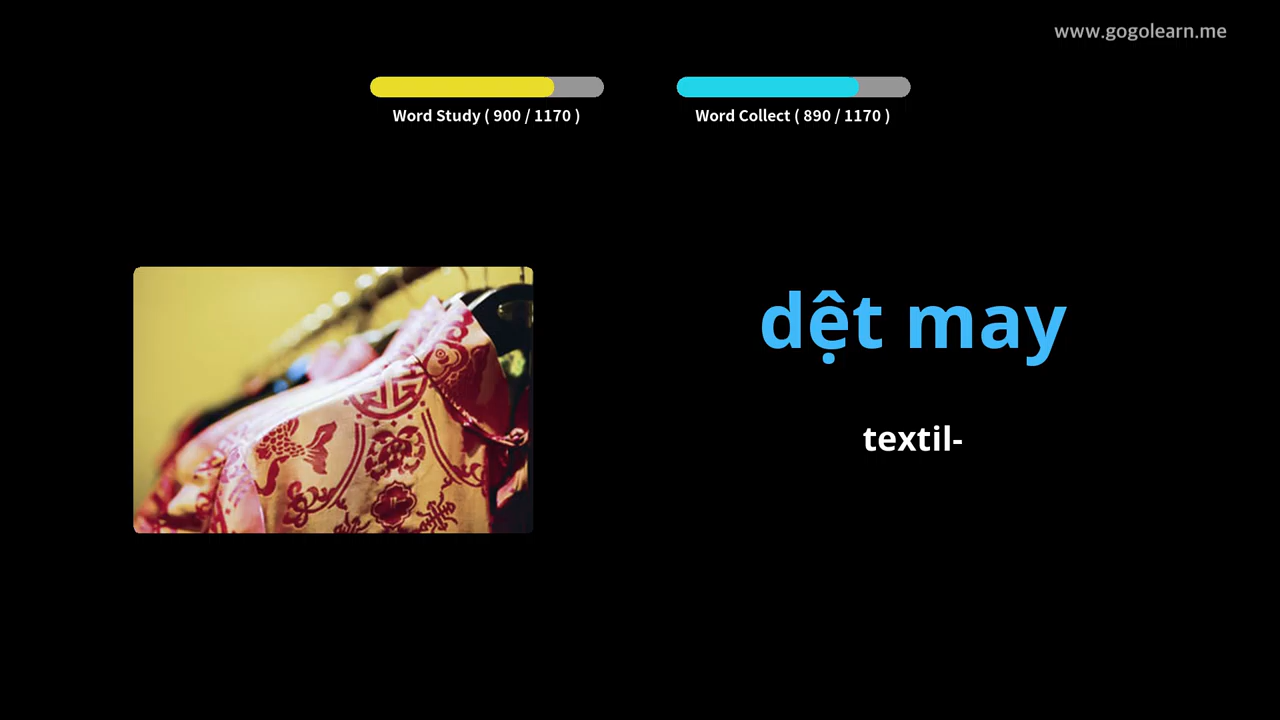 www.gogolearn.me
Word Study ( 900 / 1170 )
Word Collect ( 890 / 1170 )
dệt may
textil-